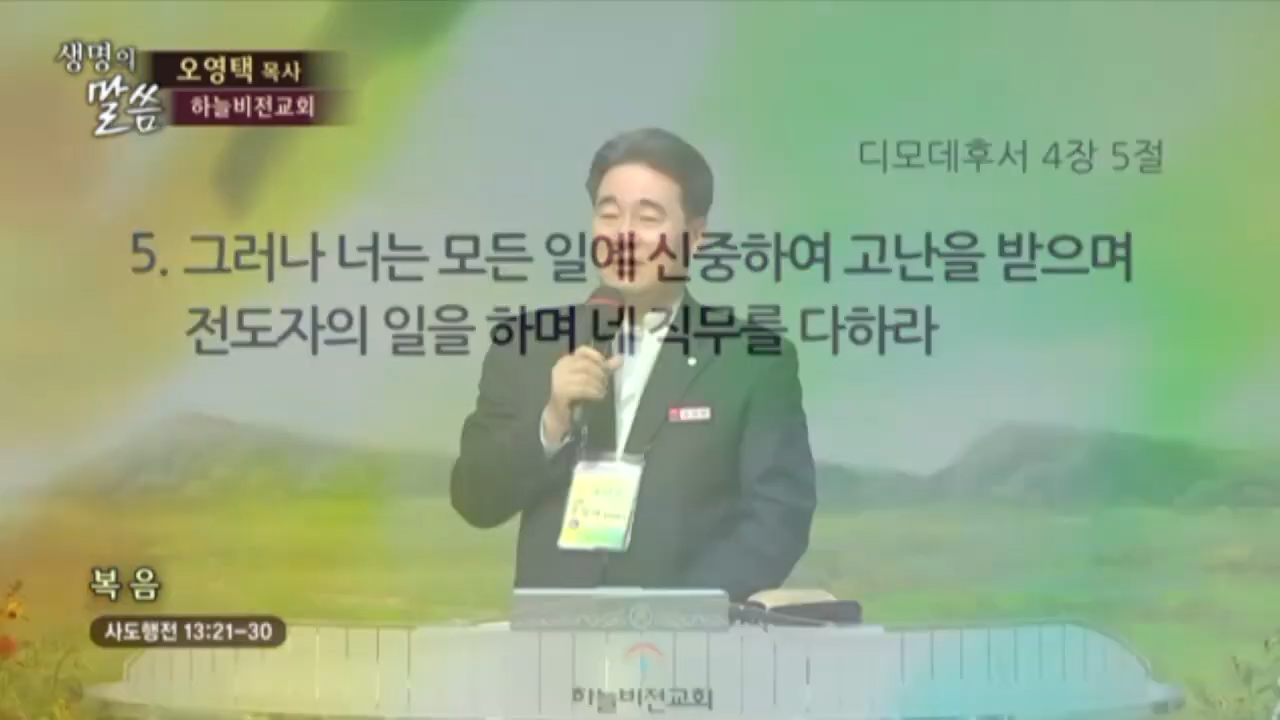 생명의
말씀
오영택 목사
하늘비전교회
디모데후서 4장 5절
5. 그러나 너는 모든 일에 신중하여 고난을 받으며
전도자의 일을 하며 네 직무를 다하라
복음
사도행전 13:21-30
하늘비전교회